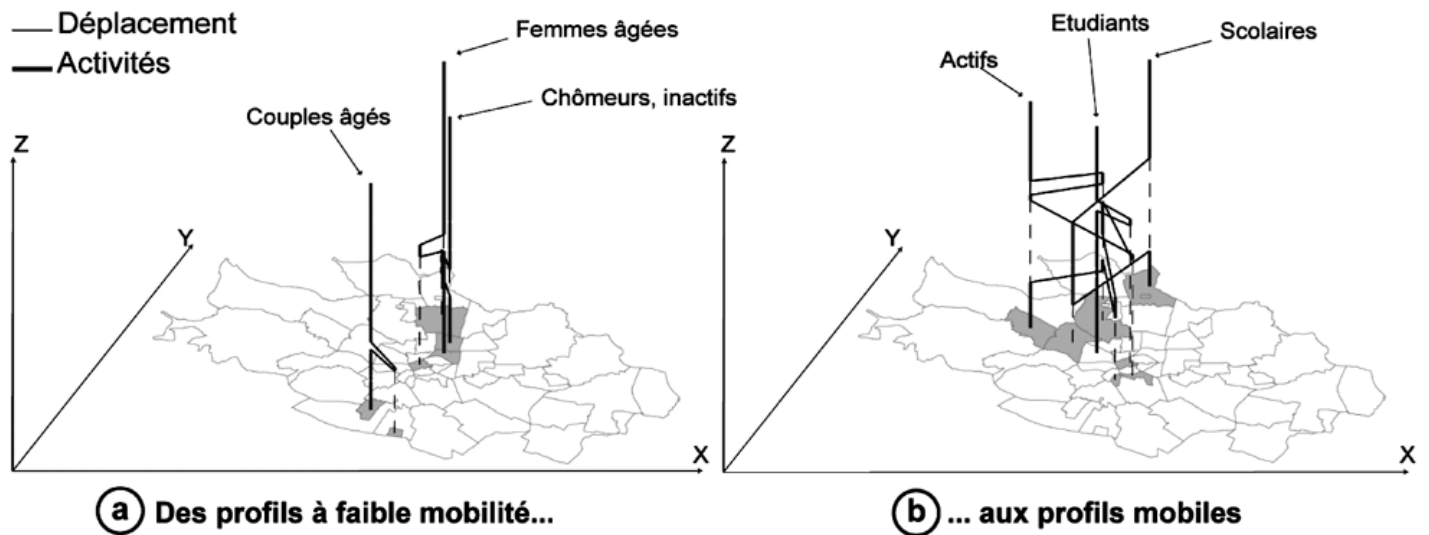 Déplacement
Activités
Femmes âgées
Chômeurs, inactifs
Couples âgés
Z
Y
X
a Des profils à faible mobilité...
Etudiants
Scolaires
Actifs
Z
Y
X
b ... aux profils mobiles